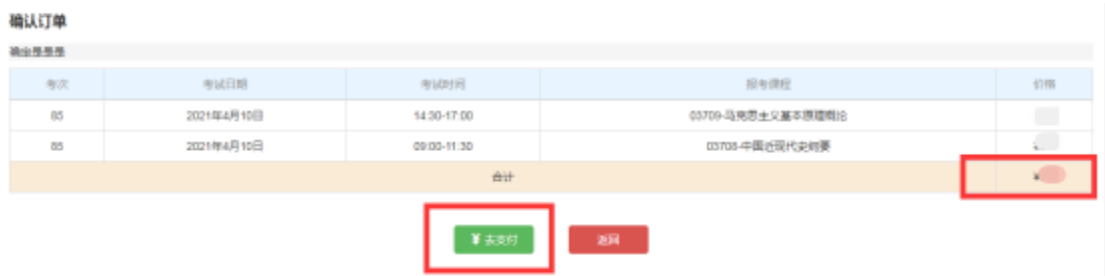 确认订单
考次 考试日期 考试时间 报考课程 价格
85 2021年4月10日 14:30-17:00 03709-马克思主义基本原理概论
85 2021年4月10日 09:00-11:30 03708-中国近现代史纲要
合计 ¥
¥去支付 返回